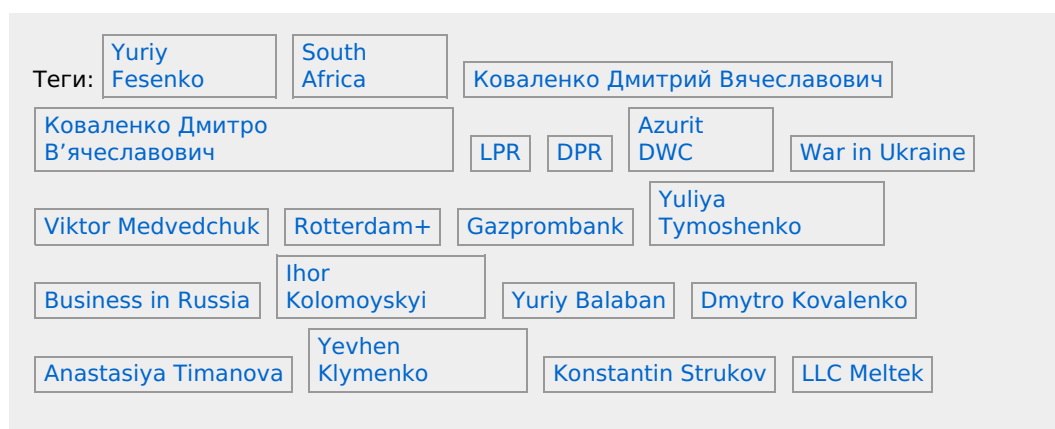 Теги: Yuriy Fesenko South Africa Коваленко Дмитрий Вячеславович
Коваленко Дмитро В’ячеславович LPR DPR Azurit DWC War in Ukraine
Viktor Medvedchuk Rotterdam+ Gazprombank Yuliya Tymoshenko
Business in Russia Ihor Kolomoyskyi Yuriy Balaban Dmytro Kovalenko
Anastasiya Timanova Yevhen Klymenko Konstantin Strukov LLC Meltek